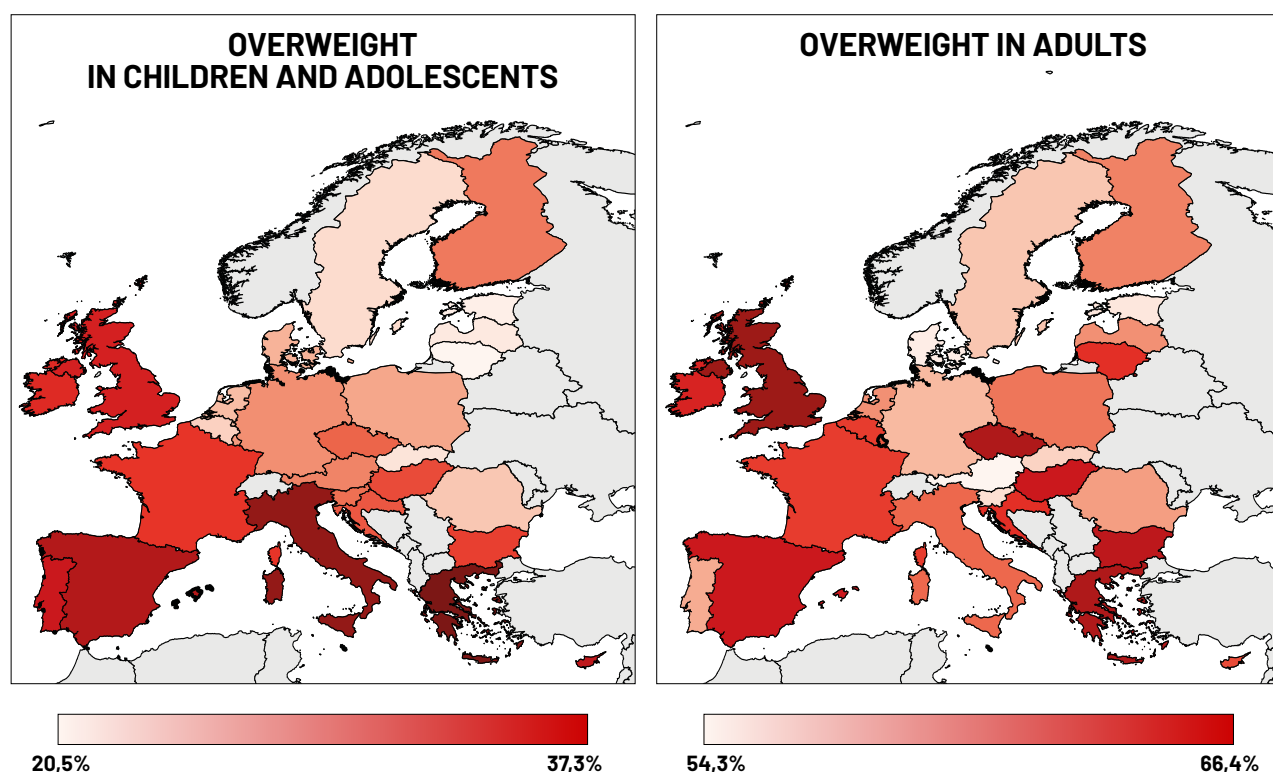 OVERWEIGHT
IN CHILDREN AND ADOLESCENTS
OVERWEIGHT IN ADULTS
20,5%
37,3%
54,3%
66,4%